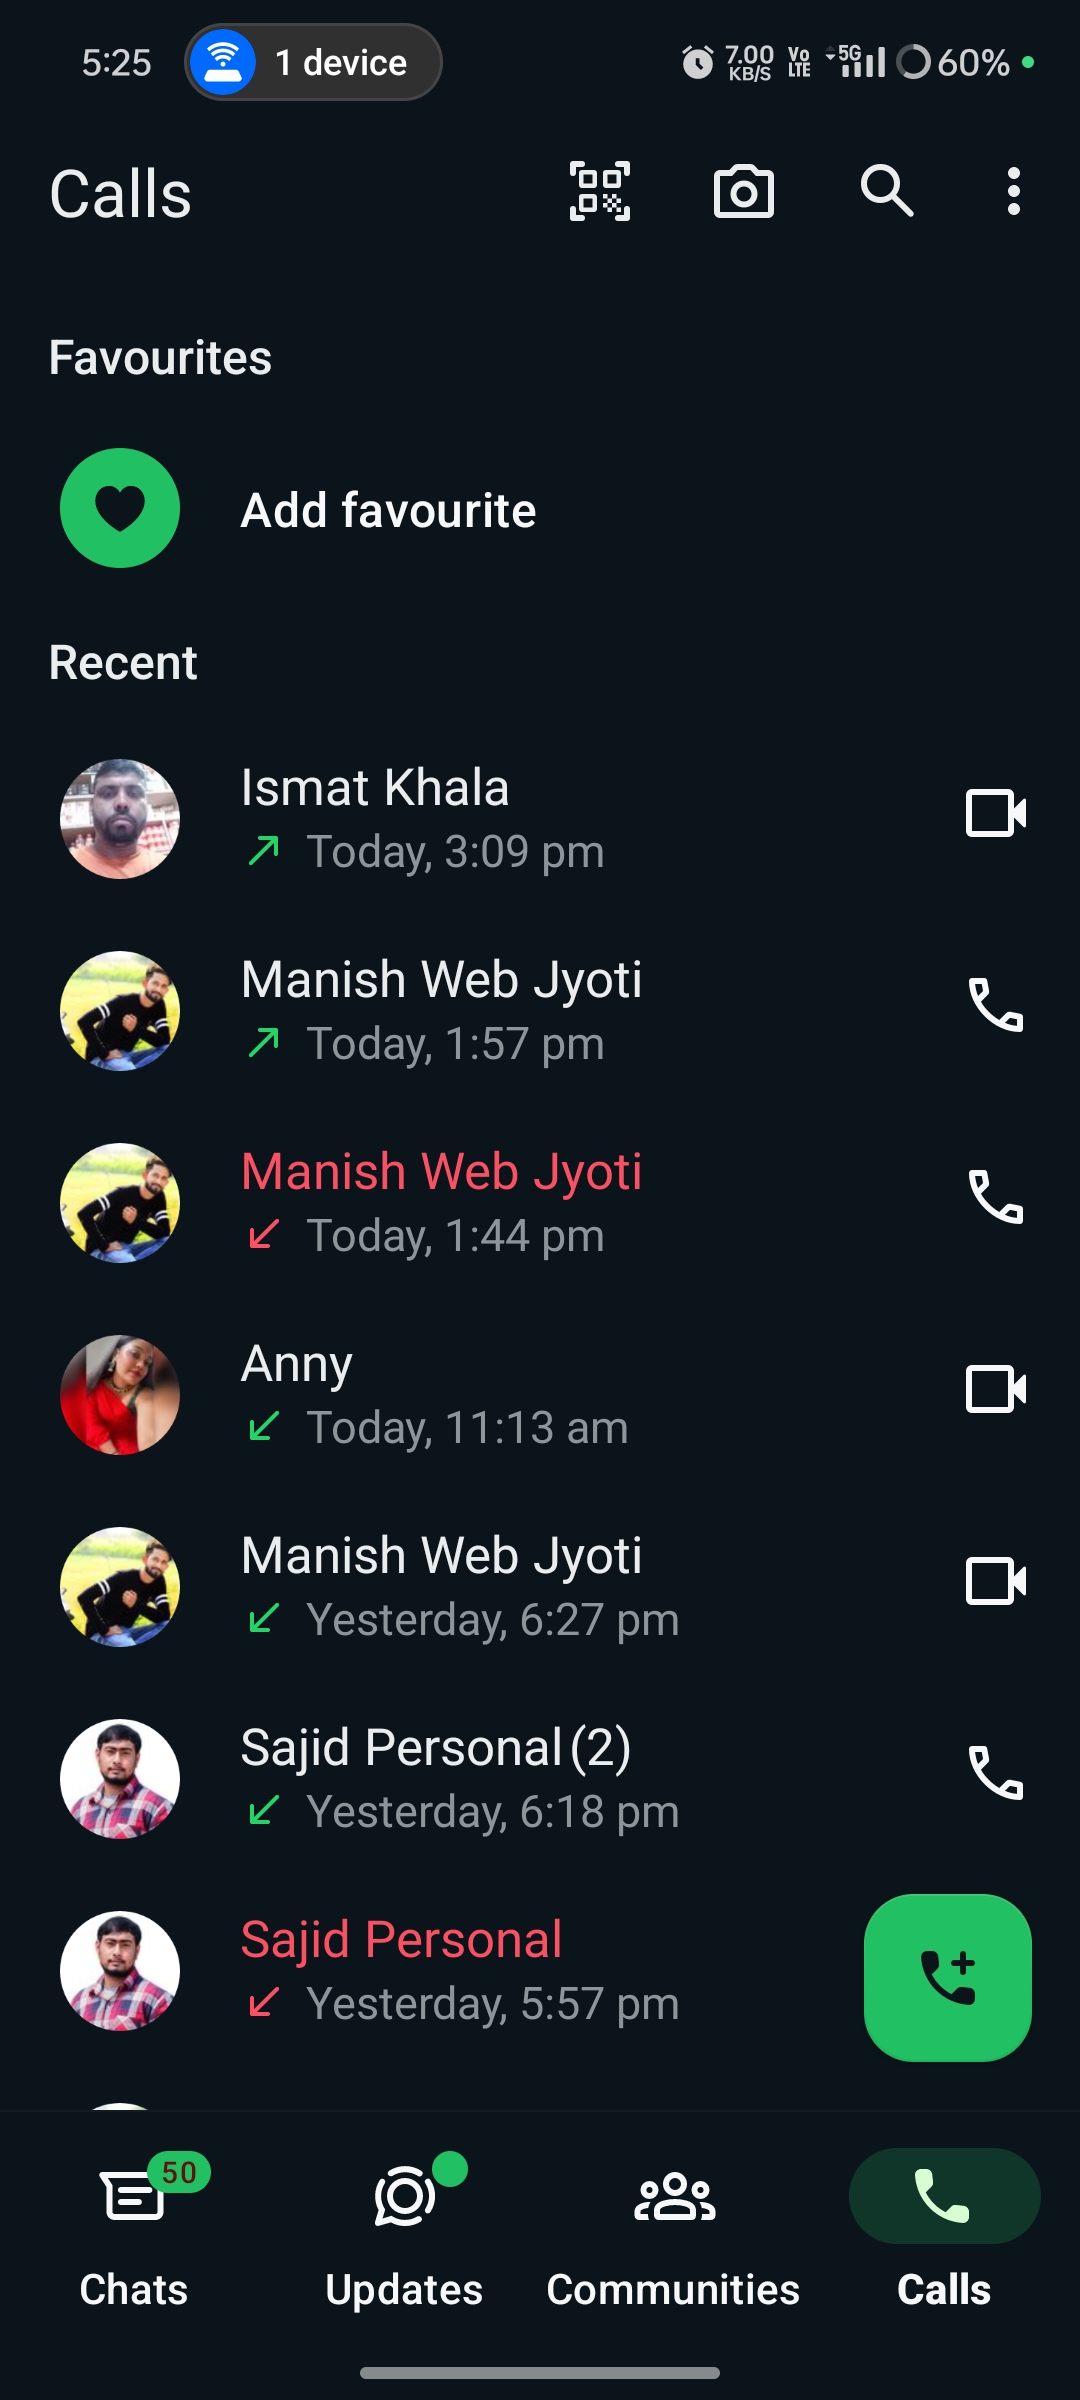 5:25 1 device 7.00 KB/S Vo LTE 5G 60%
Calls
Favourites
Add favourite
Recent
Ismat Khala
Today, 3:09 pm
Manish Web Jyoti
Today, 1:57 pm
Manish Web Jyoti
Today, 1:44 pm
Anny
Today, 11:13 am
Manish Web Jyoti
Yesterday, 6:27 pm
Sajid Personal (2)
Yesterday, 6:18 pm
Sajid Personal
Yesterday, 5:57 pm
50
Chats Updates Communities Calls